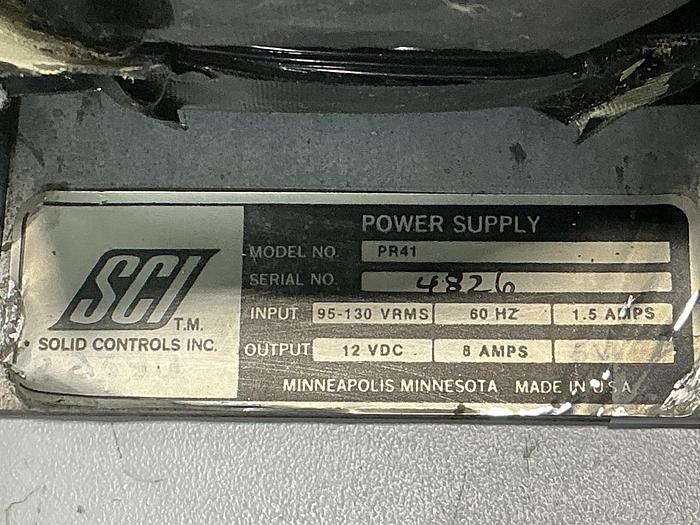 SCI T.M.
SOLID CONTROLS INC.
POWER SUPPLY
MODEL NO. PR41
SERIAL NO. 4826
INPUT 95-130 VRMS 60 HZ 1.5 AMPS
OUTPUT 12 VDC 8 AMPS
MINNEAPOLIS MINNESOTA MADE IN U.S.A.